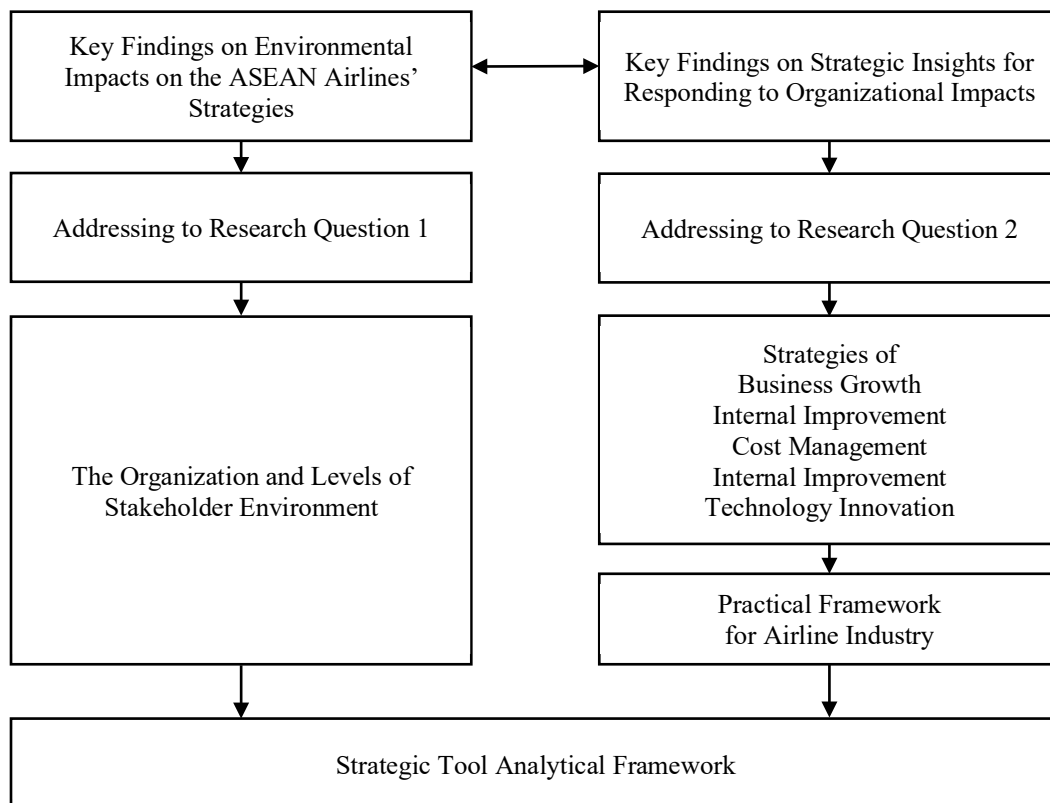 Key Findings on Environmental
Impacts on the ASEAN Airlines’
Strategies
Key Findings on Strategic Insights for
Responding to Organizational Impacts
Addressing to Research Question 1
Addressing to Research Question 2
The Organization and Levels of
Stakeholder Environment
Strategies of
Business Growth
Internal Improvement
Cost Management
Internal Improvement
Technology Innovation
Practical Framework
for Airline Industry
Strategic Tool Analytical Framework